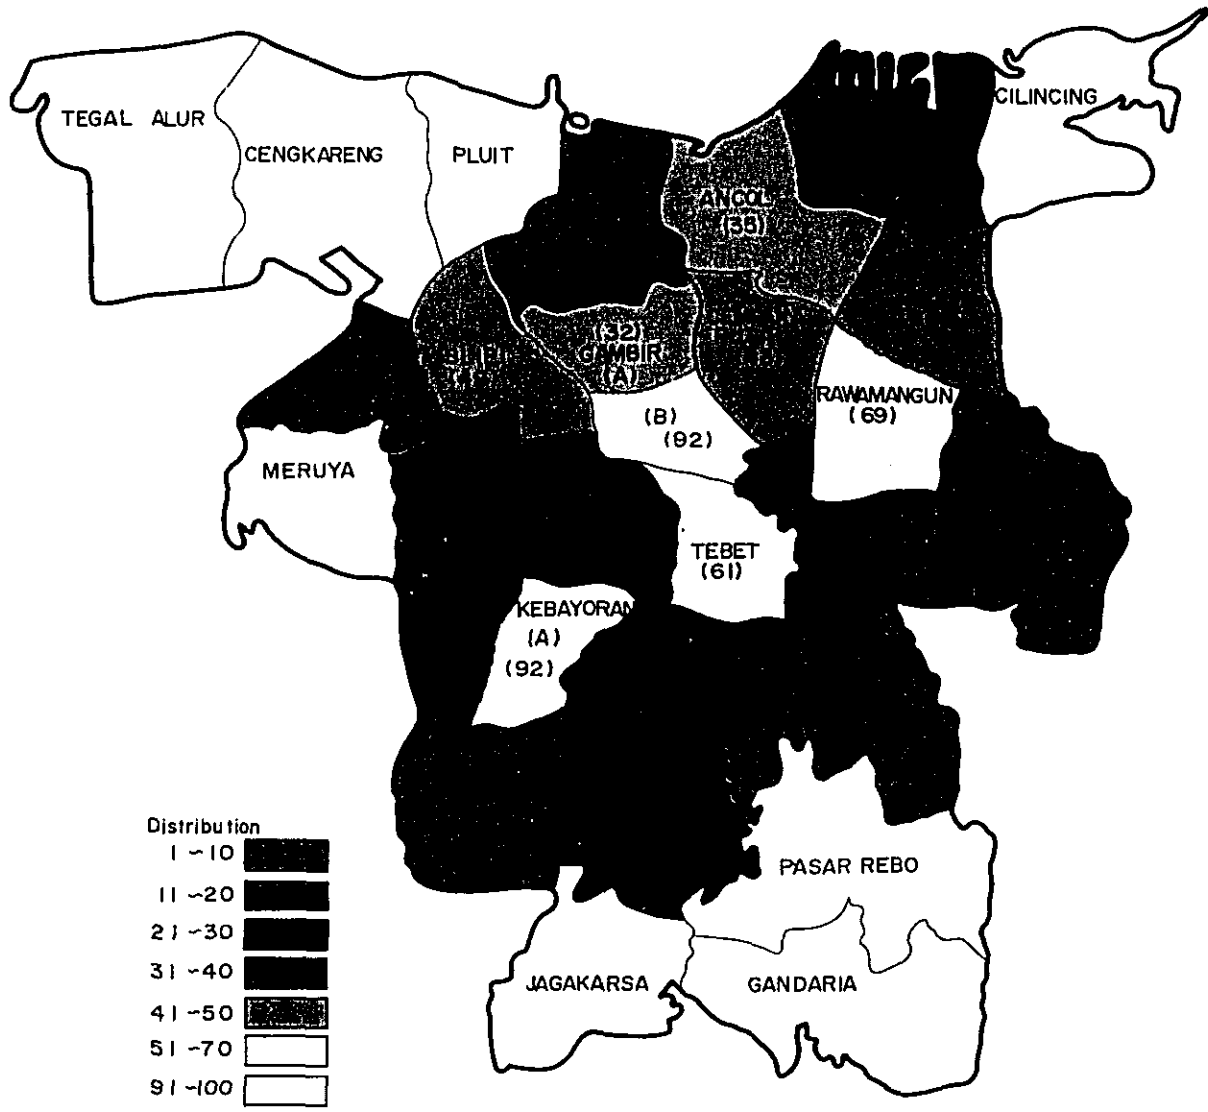 TEGAL ALUR
CENGKARENG
PLUIT
CILINCING
ANCOL
(38)
(32)
GAMBIR
(A)
(B)
(92)
RAWAMANGUN
(69)
MERUYA
TEBET
(61)
KEBAYORAN
(A)
(92)
PASAR REBO
JAGAKARSA
GANDARIA
Distribution
1 ~10
11 ~20
21 ~30
31 ~40
41 ~50
51 ~70
91 ~100